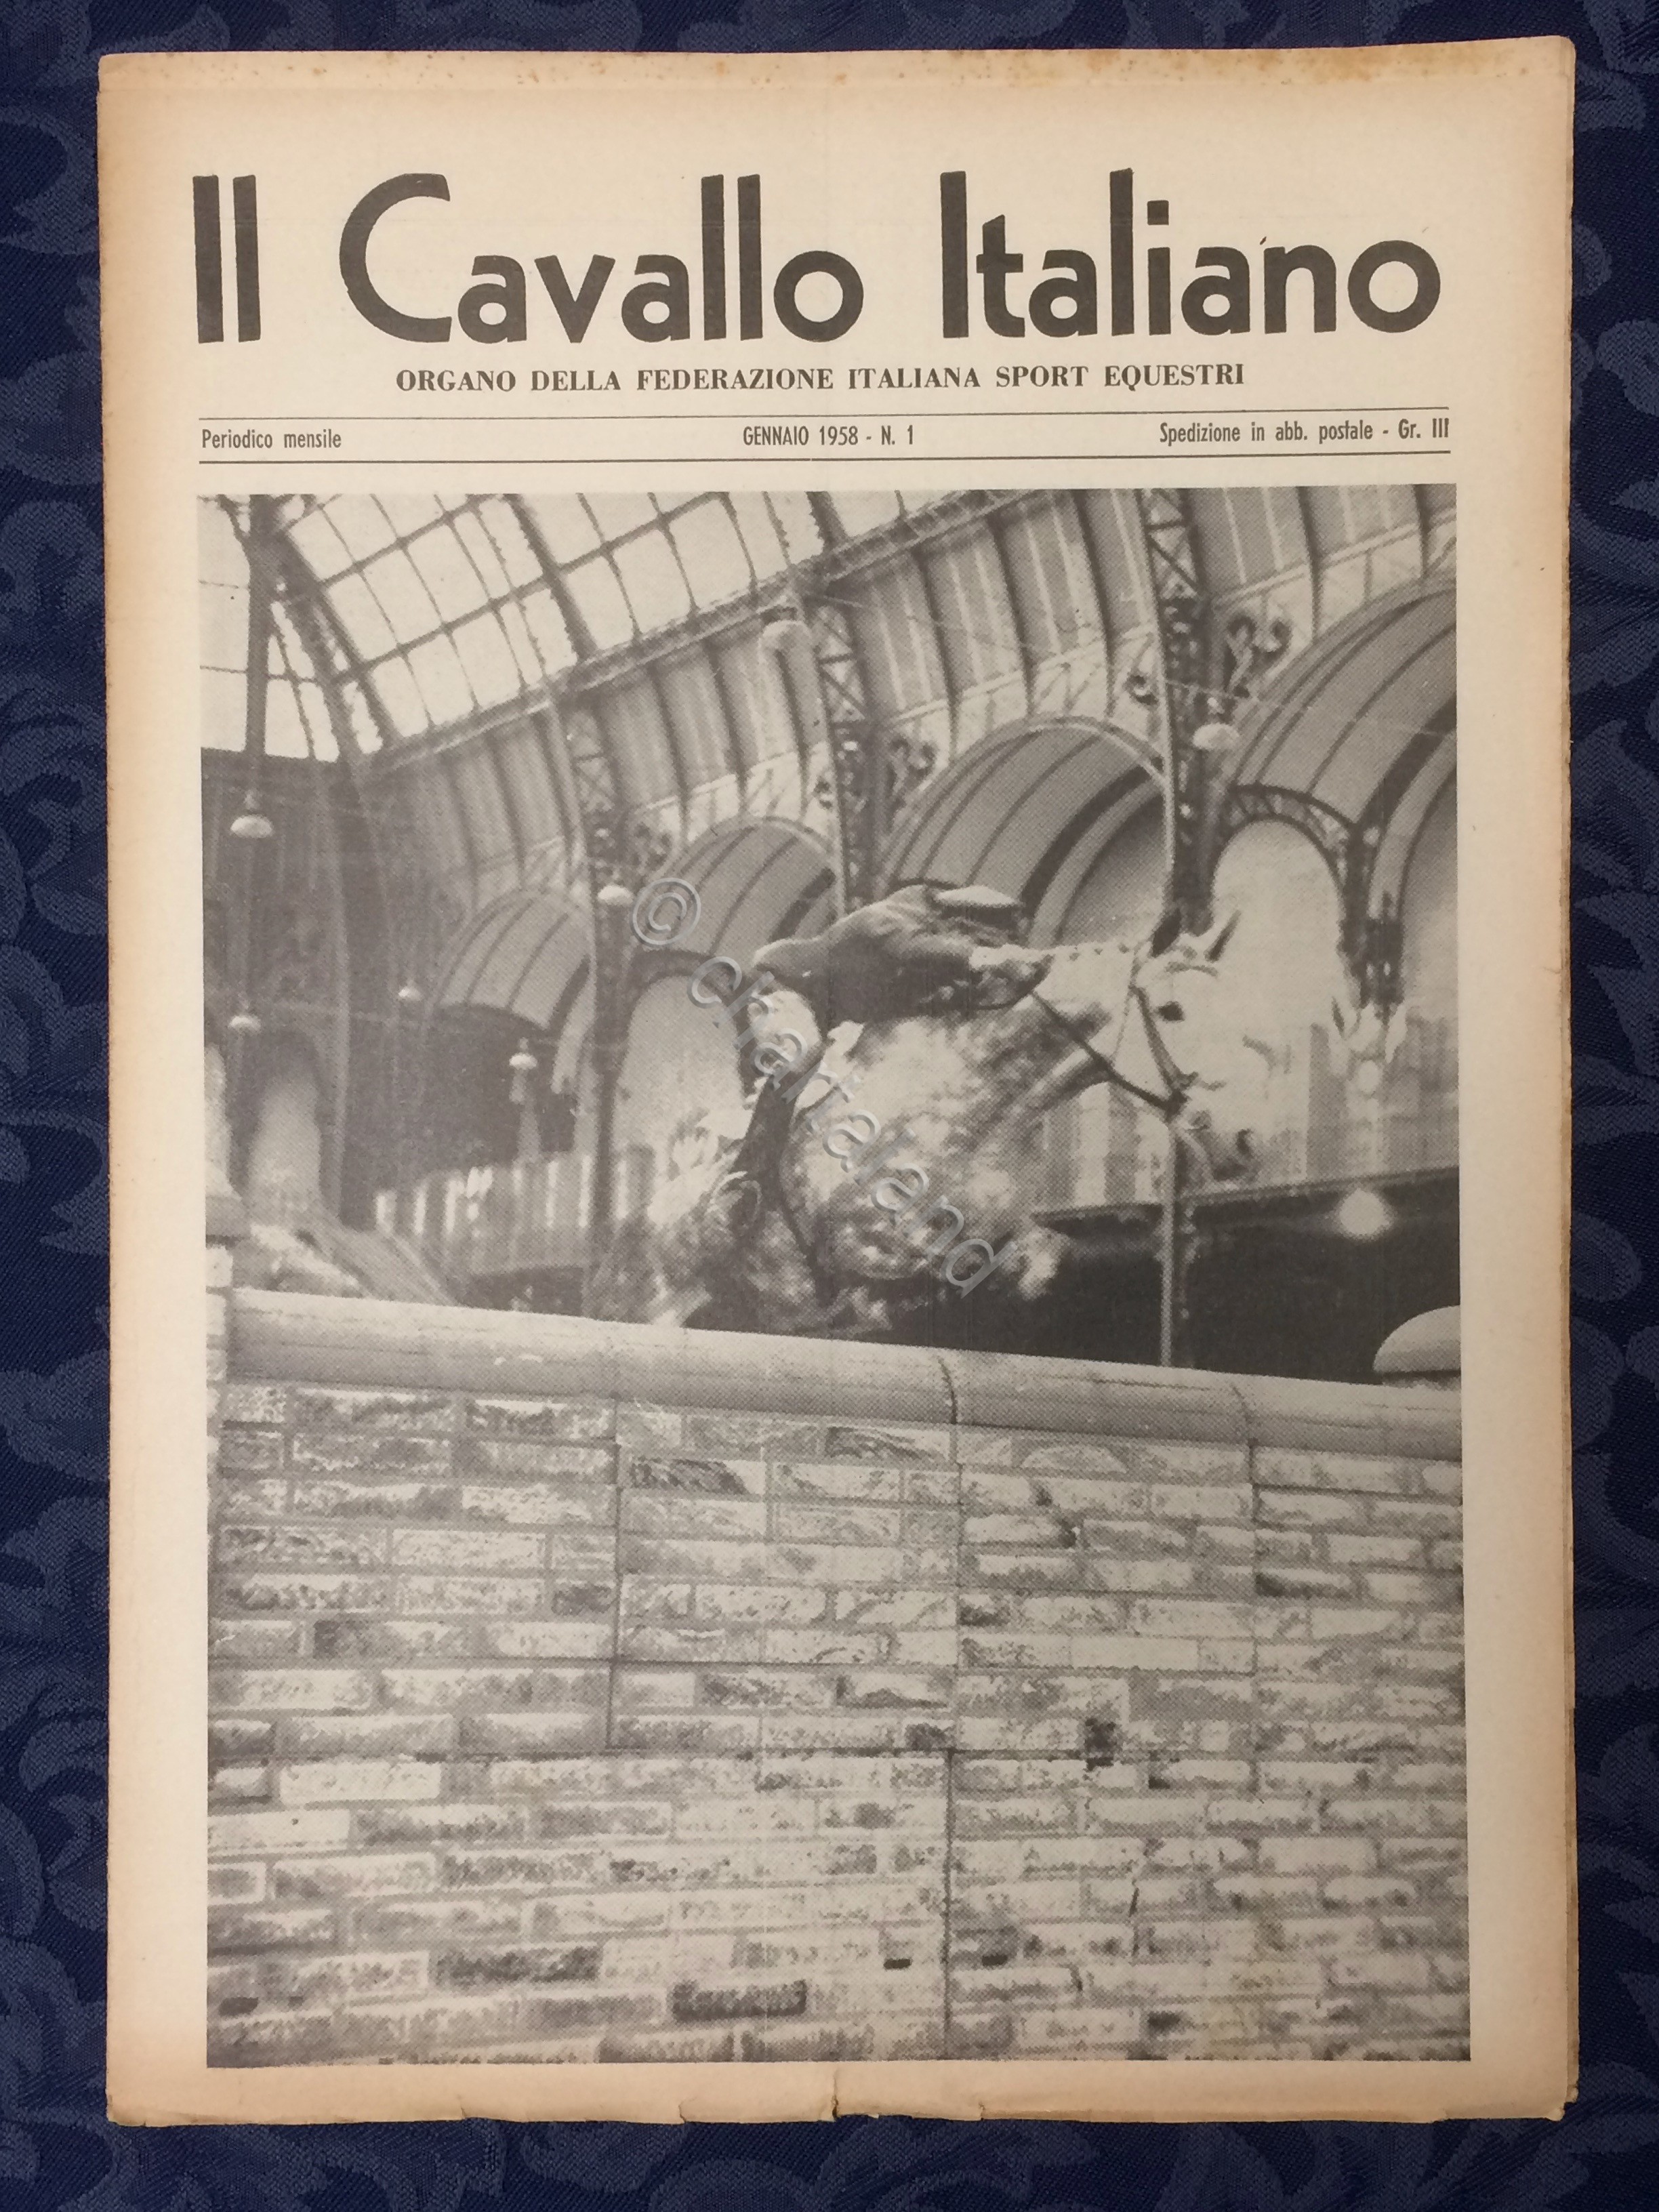 Il Cavallo Italiano
ORGANO DELLA FEDERAZIONE ITALIANA SPORT EQUESTRI
Periodico mensile GENNAIO 1958 - N. 1 Spedizione in abb. postale - Gr. III
© chartaland